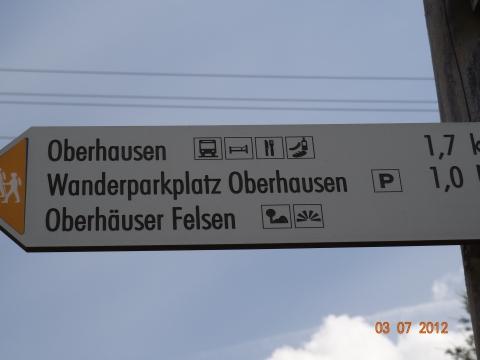 Oberhausen 1,7 k
Wanderparkplatz Oberhausen P 1,0
Oberhäuser Felsen
03 07 2012